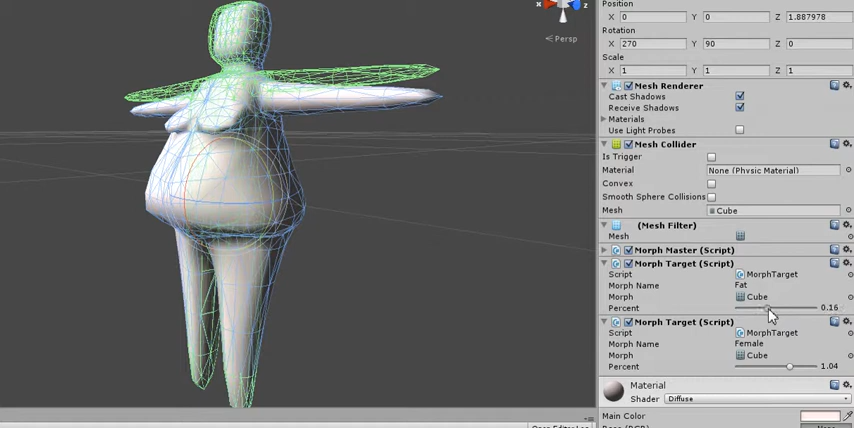 Position
X 0 Y 0 Z 1.887978
Rotation
X 270 Y 90 Z 0
Scale
X 1 Y 1 Z 1
x z
Persp
Mesh Renderer
Cast Shadows
Receive Shadows
Materials
Use Light Probes
Mesh Collider
Is Trigger
Material None (Physic Material)
Convex
Smooth Sphere Collisions
Mesh Cube
(Mesh Filter)
Mesh
Morph Master (Script)
Morph Target (Script)
Script MorphTarget
Morph Name Fat
Morph Cube
Percent 0.16
Morph Target (Script)
Script MorphTarget
Morph Name Female
Morph Cube
Percent 1.04
Material
Shader Diffuse
Main Color